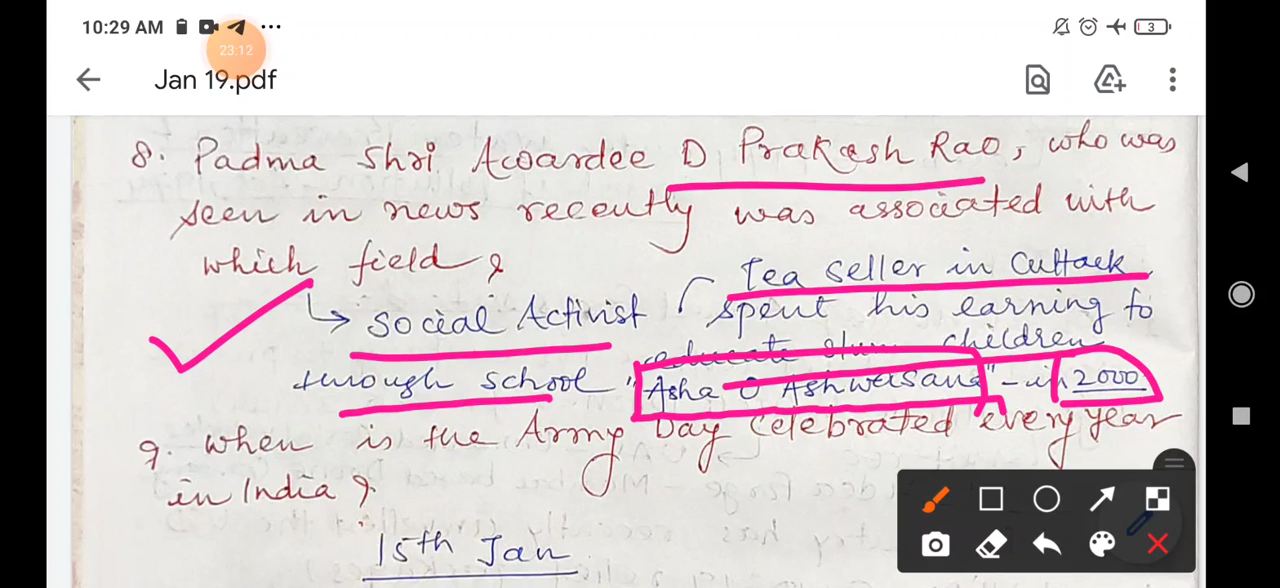 10:29 AM
3
23:12
Jan 19.pdf
8. Padma Shri Awardee D Prakash Rao, who was
seen in news recently was associated with
which field ?
Tea seller in Cuttack
Social Activist
spent his earning to
educate slum children
through school "Asha O Ashwasana" - in 2000
9. When is the Army Day celebrated every year
in India ?
15th Jan